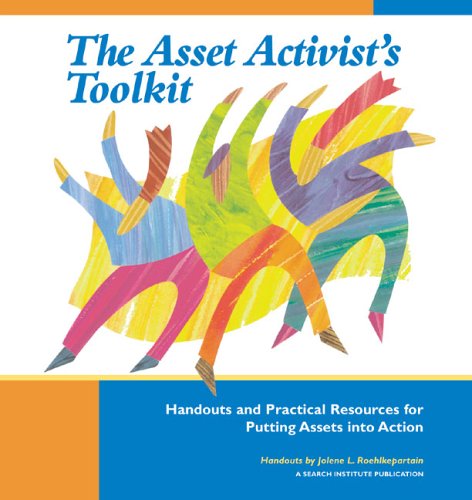 The Asset Activist's
Toolkit
Handouts and Practical Resources for
Putting Assets into Action
Handouts by Jolene L. Roehlkepartain
A SEARCH INSTITUTE PUBLICATION